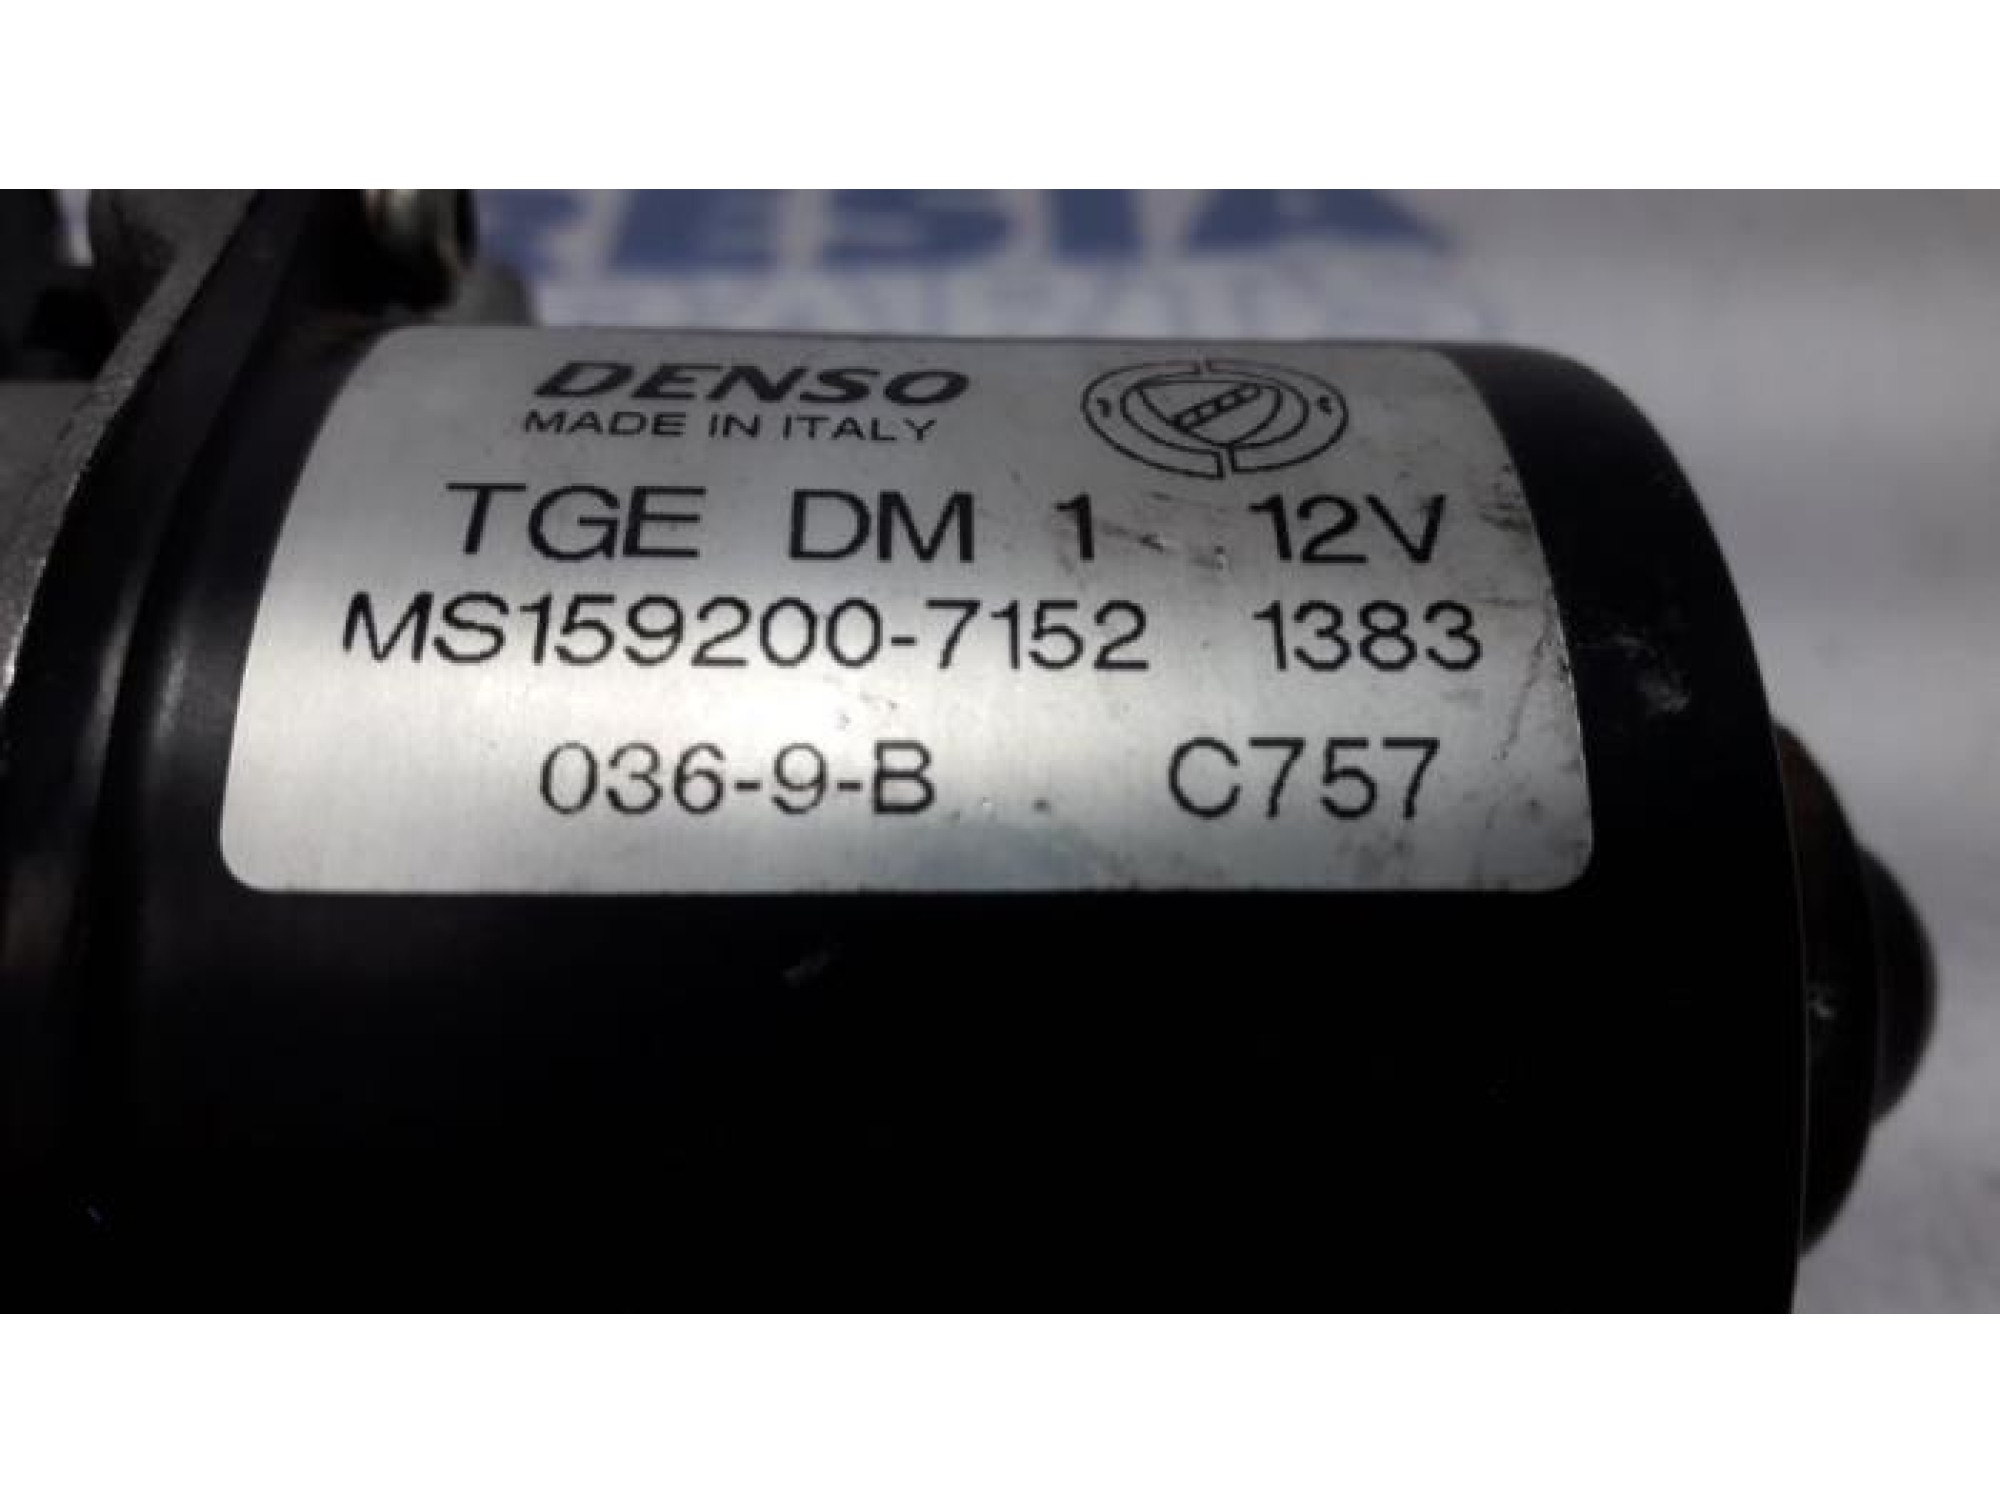 DENSO
MADE IN ITALY
TGE DM 1 12V
MS159200-7152 1383
036-9-B C757